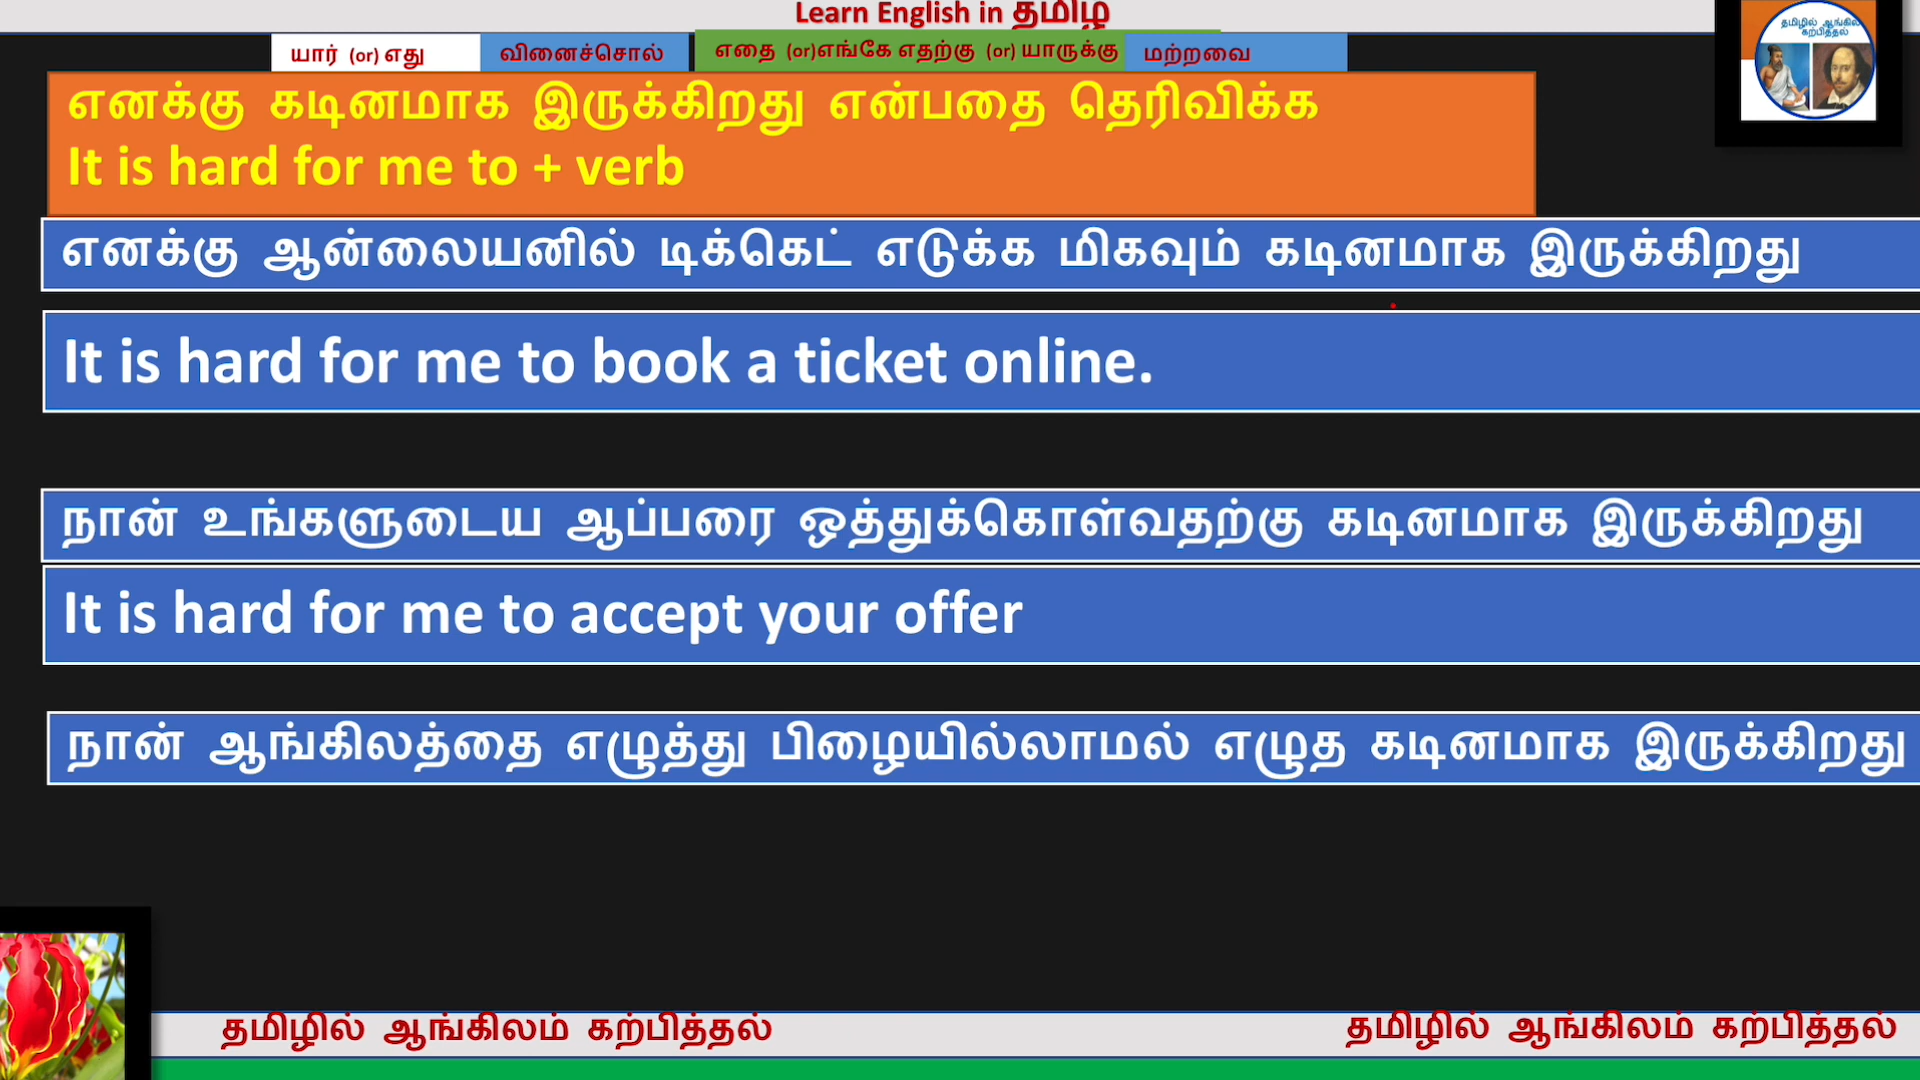 Learn English in தமிழ்
யார் (or) எது வினைச்சொல் எதை (or)எங்கே எதற்கு (or) யாருக்கு மற்றவை
தமிழில் ஆங்கில
கற்பித்தல்
எனக்கு கடினமாக இருக்கிறது என்பதை தெரிவிக்க
It is hard for me to + verb
எனக்கு ஆன்லையனில் டிக்கெட் எடுக்க மிகவும் கடினமாக இருக்கிறது
It is hard for me to book a ticket online.
நான் உங்களுடைய ஆப்பரை ஒத்துக்கொள்வதற்கு கடினமாக இருக்கிறது
It is hard for me to accept your offer
நான் ஆங்கிலத்தை எழுத்து பிழையில்லாமல் எழுத கடினமாக இருக்கிறது
தமிழில் ஆங்கிலம் கற்பித்தல் தமிழில் ஆங்கிலம் கற்பித்தல்